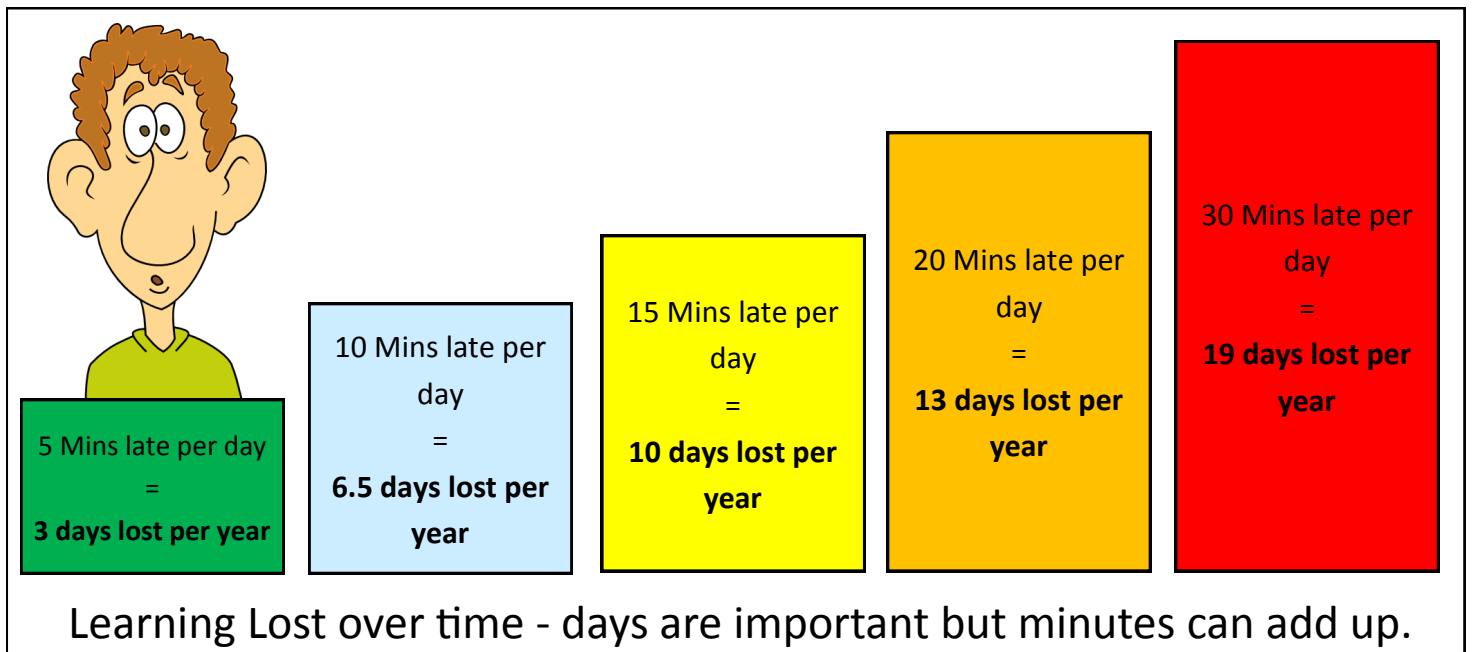 5 Mins late per day
=
3 days lost per year
10 Mins late per
day
=
6.5 days lost per
year
15 Mins late per
day
=
10 days lost per
year
20 Mins late per
day
=
13 days lost per
year
30 Mins late per
day
=
19 days lost per
year
Learning Lost over time - days are important but minutes can add up.